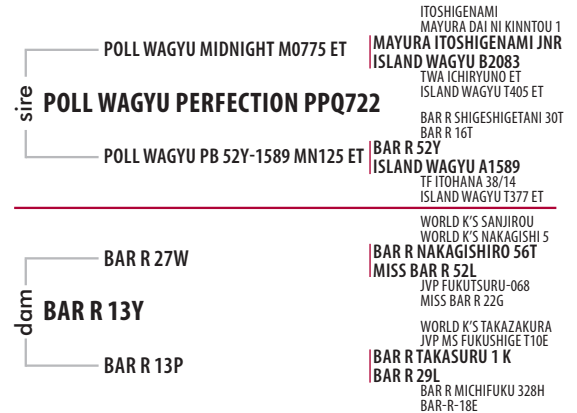 ITOSHIGENAMI
MAYURA DAI NI KINNTOU 1
POLL WAGYU MIDNIGHT M0775 ET
MAYURA ITOSHIGENAMI JNR
ISLAND WAGYU B2083
TWA ICHIRYUNO ET
ISLAND WAGYU T405 ET
sire
POLL WAGYU PERFECTION PPQ722
BAR R SHIGESHIGETANI 30T
BAR R 16T
POLL WAGYU PB 52Y-1589 MN125 ET
BAR R 52Y
ISLAND WAGYU A1589
TF ITOHANA 38/14
ISLAND WAGYU T377 ET
WORLD K'S SANJIROU
WORLD K'S NAKAGISHI 5
BAR R 27W
BAR R NAKAGISHIRO 56T
MISS BAR R 52L
JVP FUKUTSURU-068
MISS BAR R 22G
dam
BAR R 13Y
WORLD K'S TAKAZAKURA
JVP MS FUKUSHIGE T10E
BAR R 13P
BAR R TAKASURU 1 K
BAR R 29L
BAR R MICHIFUKU 328H
BAR-R-18E